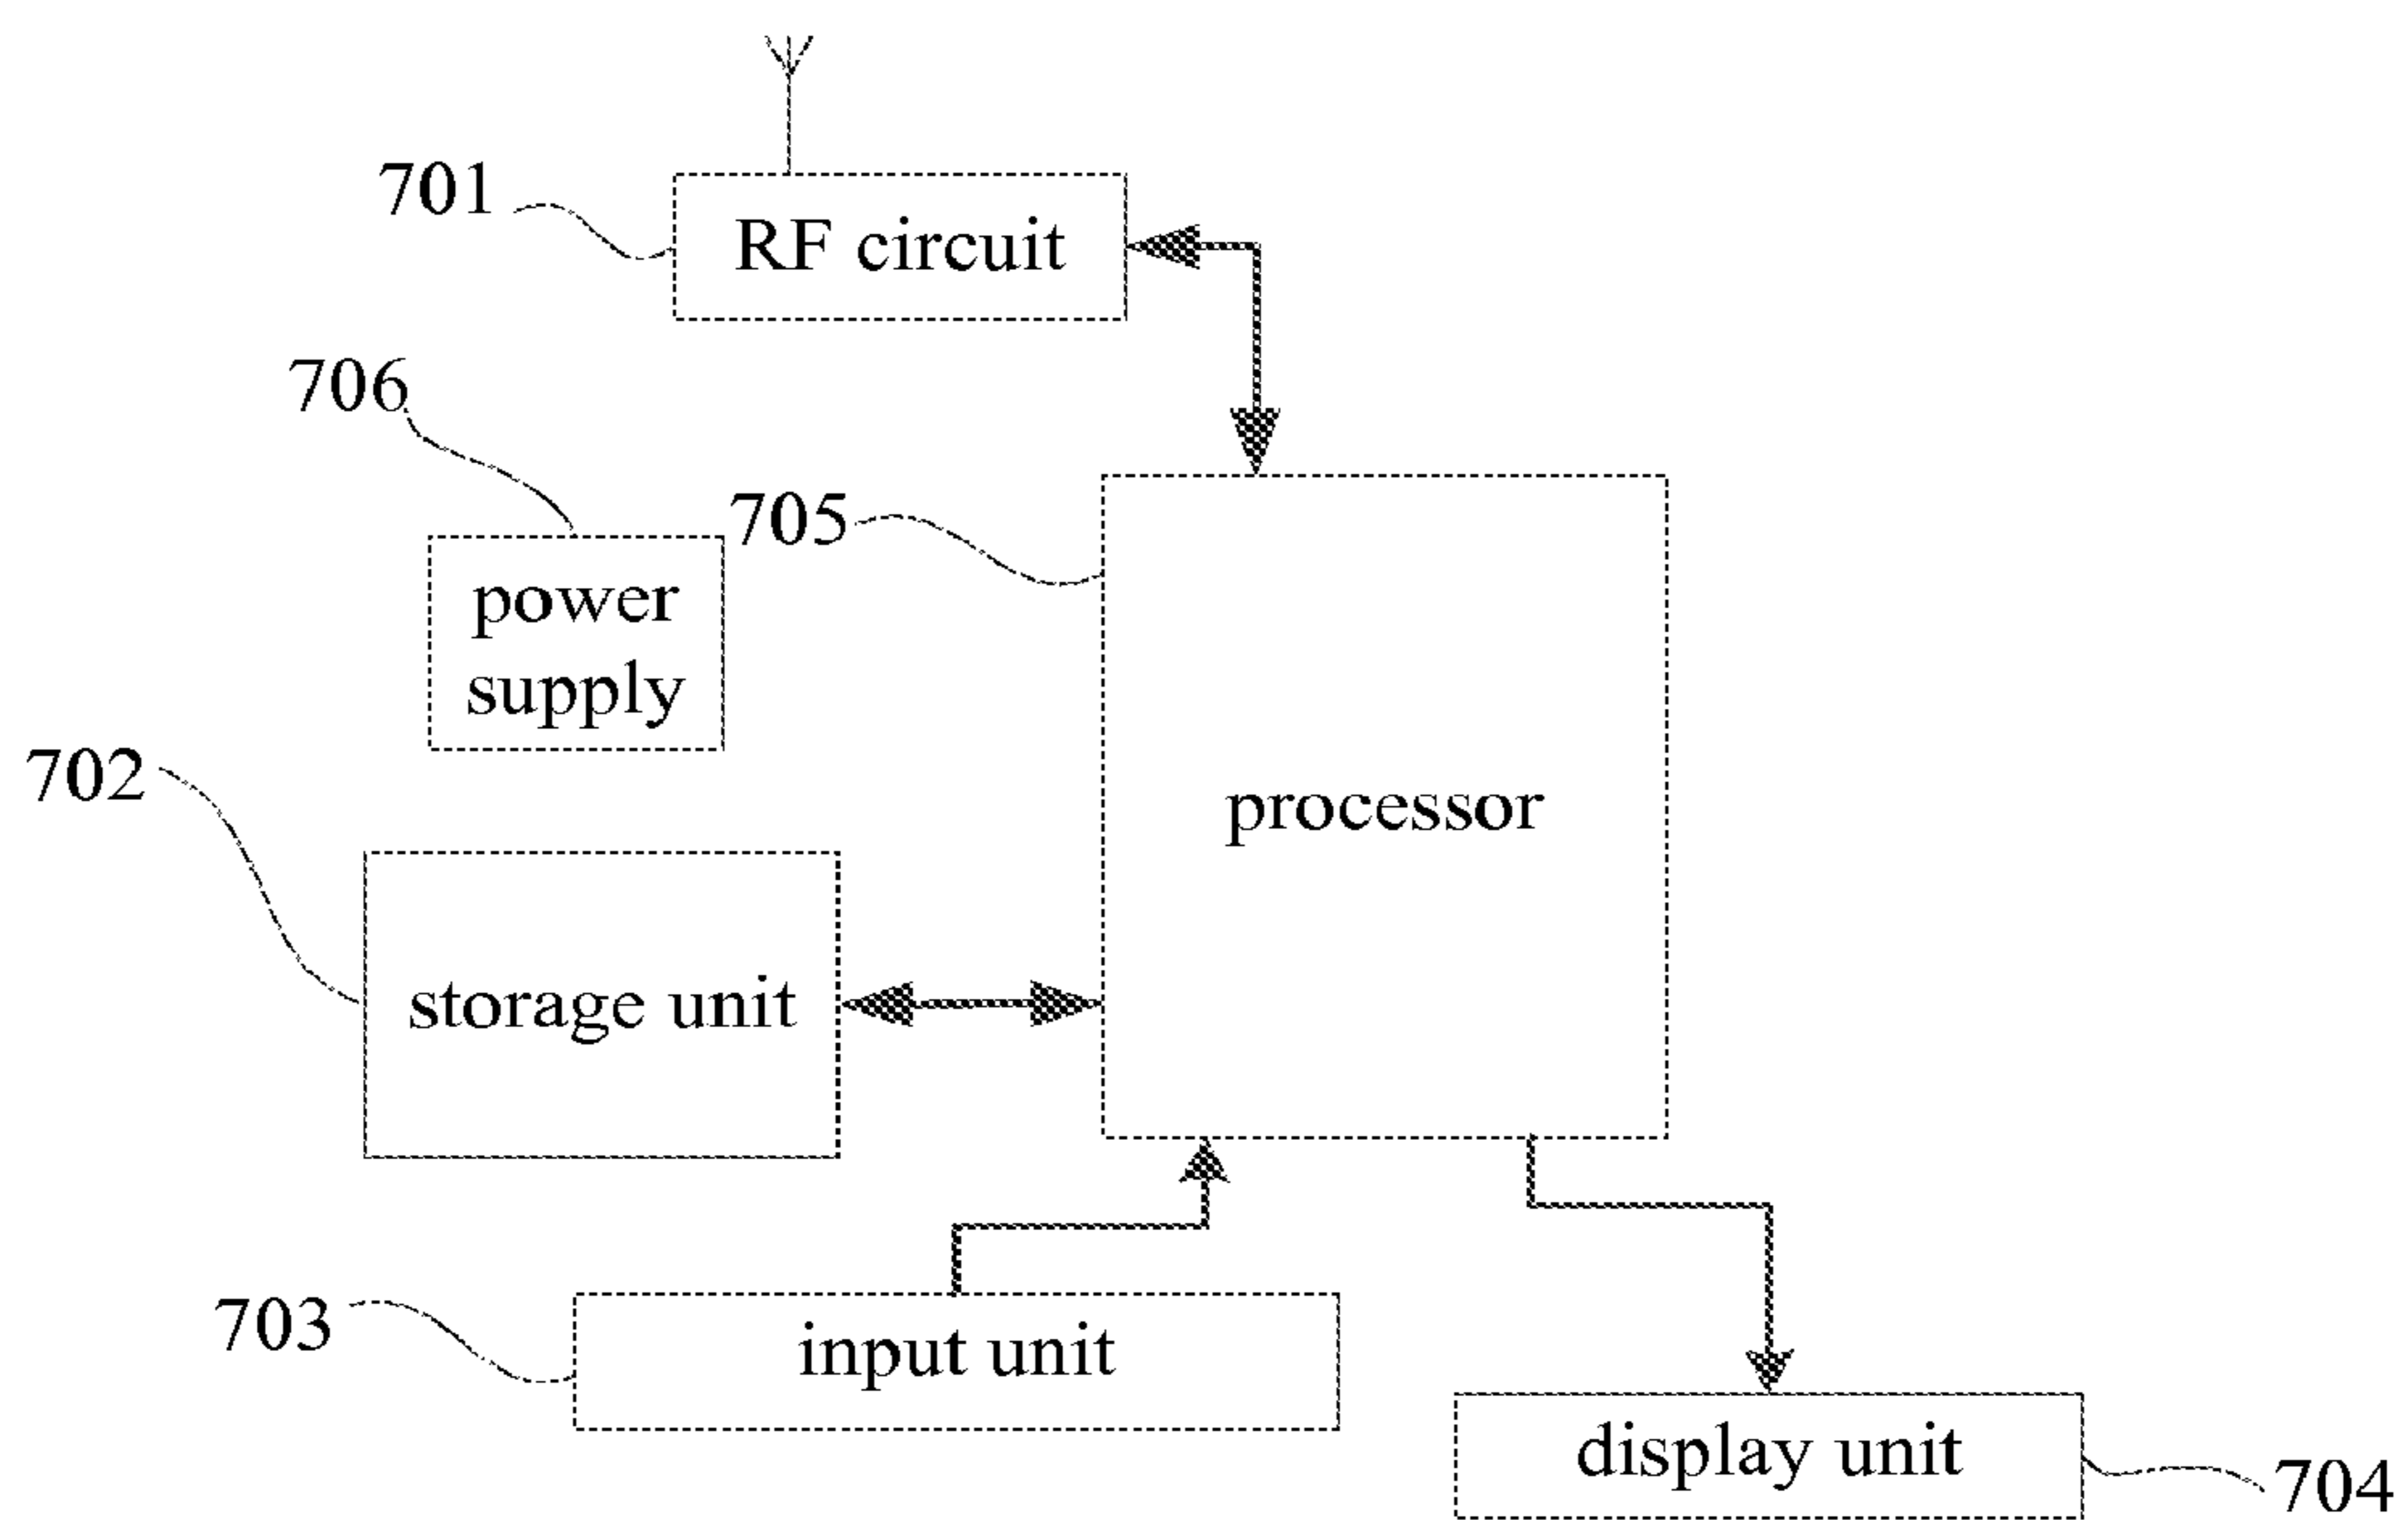 701
RF circuit
706
705
power
supply
702
processor
storage unit
703
input unit
display unit
704